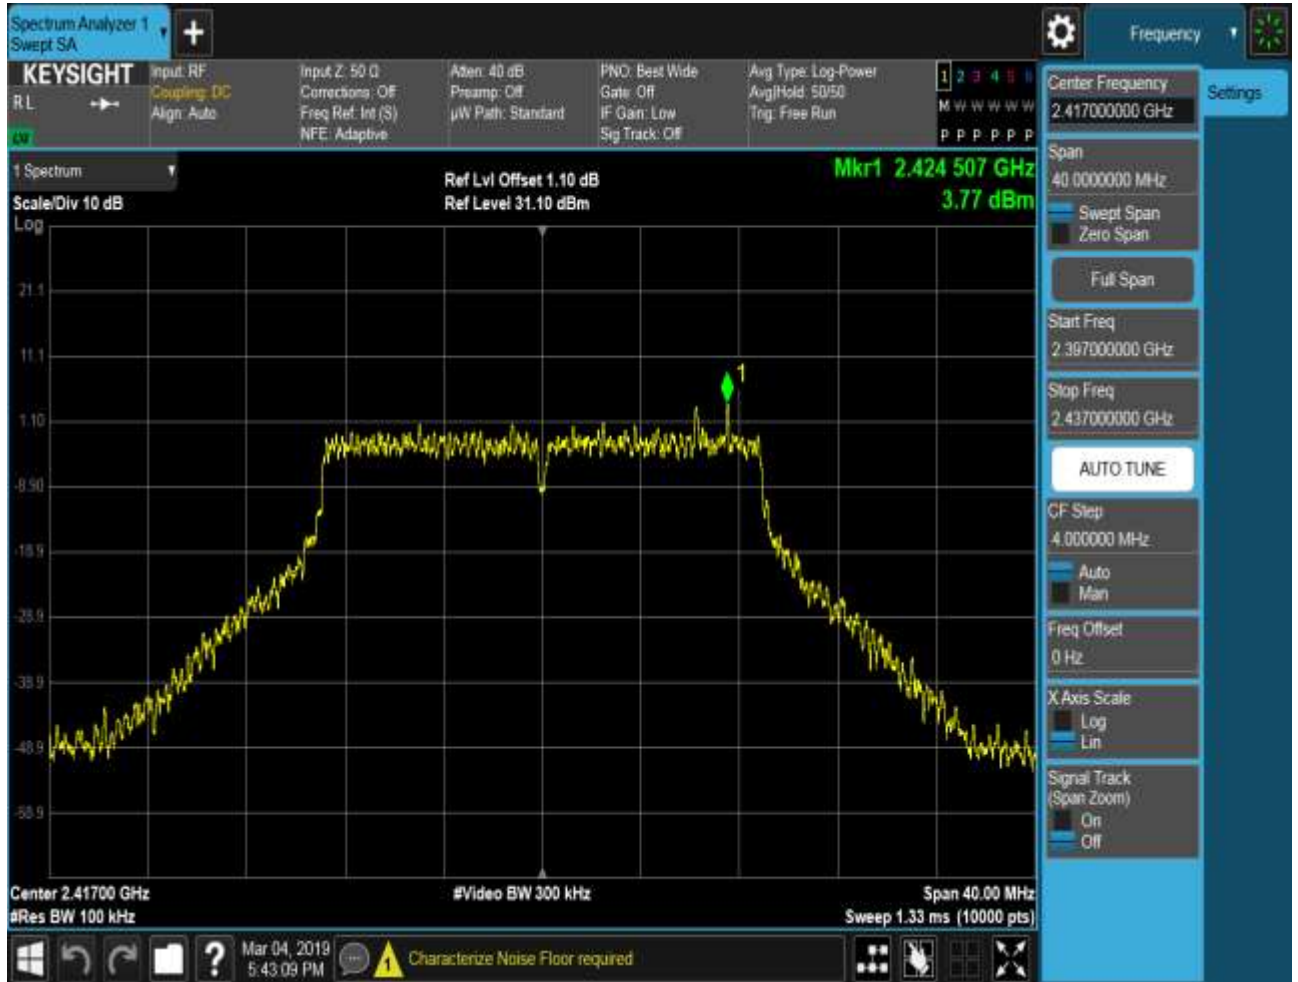 Spectrum Analyzer 1
Swept SA
+
Frequency
KEYSIGHT
Input: RF
Input Z: 50 Ω
Atten: 40 dB
PNO: Best Wide
Avg Type: Log-Power
1 2 3 4 5 6
R L
Coupling: DC
Corrections: Off
Preamp: Off
Gate: Off
Avg|Hold: 50/50
M W W W W W
Align: Auto
Freq Ref: Int (S)
µW Path: Standard
IF Gain: Low
Trig: Free Run
NFE: Adaptive
Sig Track: Off
P P P P P P
1 Spectrum
Scale/Div 10 dB
Ref Lvl Offset 1.10 dB
Ref Level 31.10 dBm
Mkr1 2.424 507 GHz
3.77 dBm
Log
21.1
11.1
1.10
-8.90
-18.9
-28.9
-38.9
-48.9
-58.9
1
Center 2.41700 GHz
#Video BW 300 kHz
Span 40.00 MHz
#Res BW 100 kHz
Sweep 1.33 ms (10000 pts)
Mar 04, 2019
5:43:09 PM
?
1
Characterize Noise Floor required
Settings
Center Frequency
2.417000000 GHz
Span
40.0000000 MHz
Swept Span
Zero Span
Full Span
Start Freq
2.397000000 GHz
Stop Freq
2.437000000 GHz
AUTO TUNE
CF Step
4.000000 MHz
Auto
Man
Freq Offset
0 Hz
X Axis Scale
Log
Lin
Signal Track
(Span Zoom)
On
Off